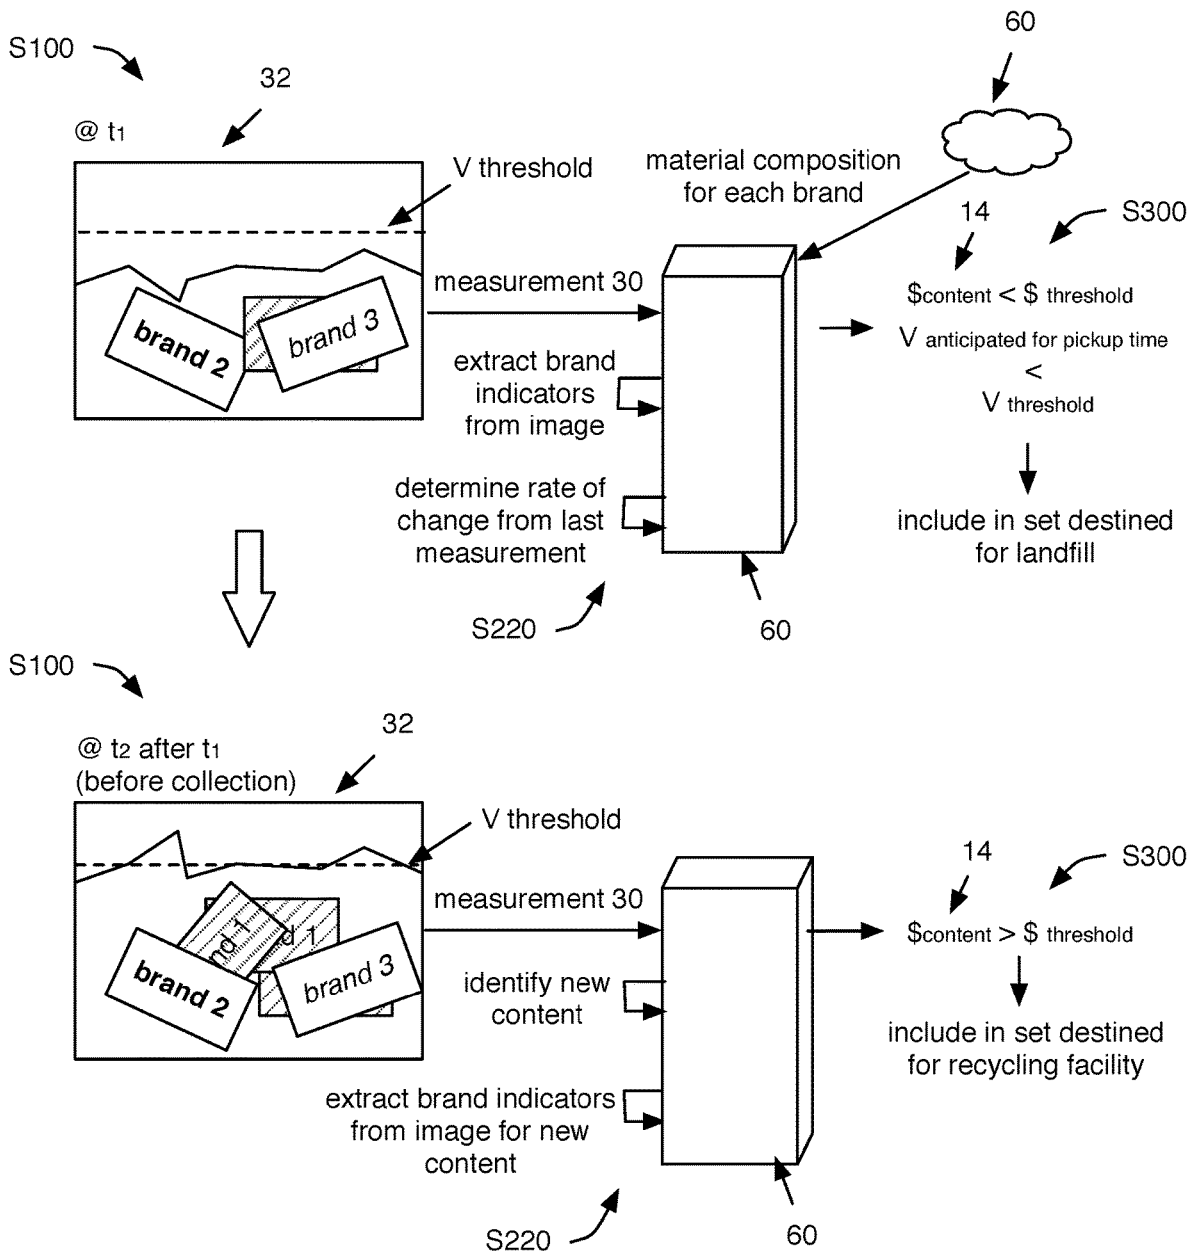 S100
60
32
@ t1
V threshold
material composition
for each brand
14
S300
measurement 30
$content < $ threshold
V anticipated for pickup time
<
V threshold
brand 2
brand 3
extract brand
indicators
from image
determine rate of
change from last
measurement
include in set destined
for landfill
S220
60
S100
32
@ t2 after t1
(before collection)
V threshold
14
S300
measurement 30
$content > $ threshold
nd 1
d 1
brand 2
brand 3
identify new
content
include in set destined
for recycling facility
extract brand indicators
from image for new
content
S220
60